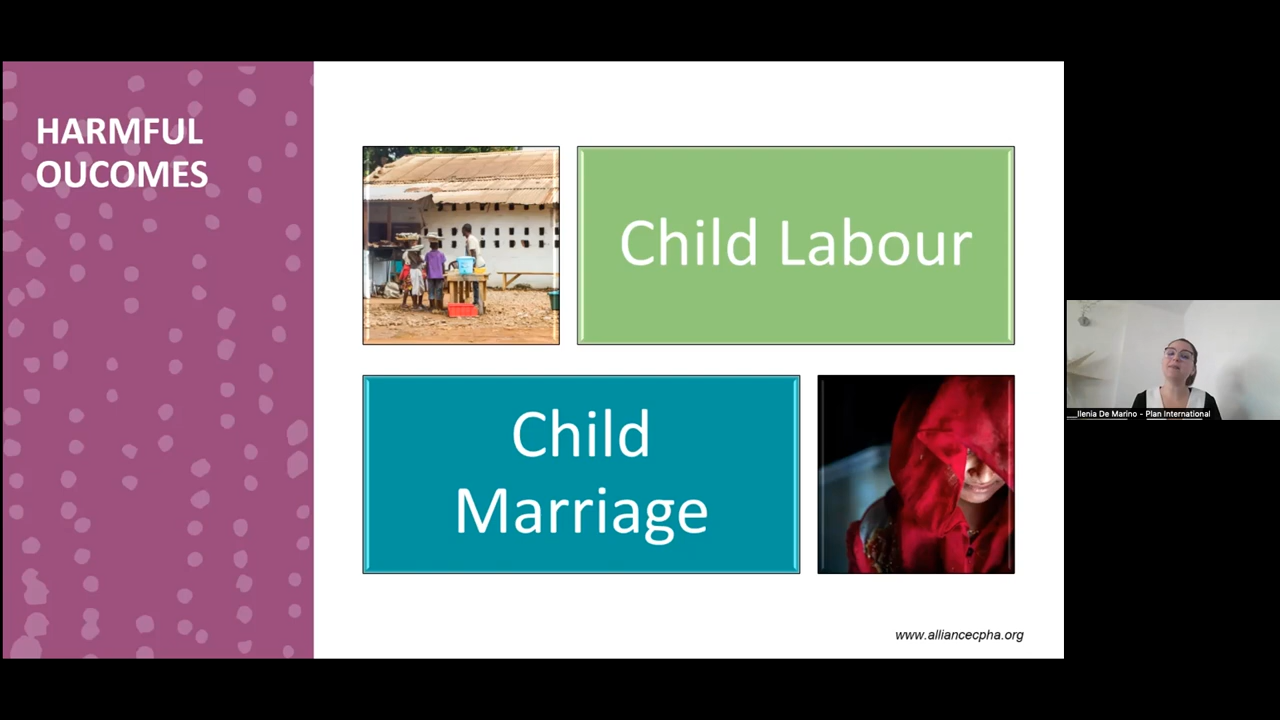 HARMFUL
OUCOMES
Child Labour
Child
Marriage
www.alliancecpha.org
Ilenia De Marino - Plan International